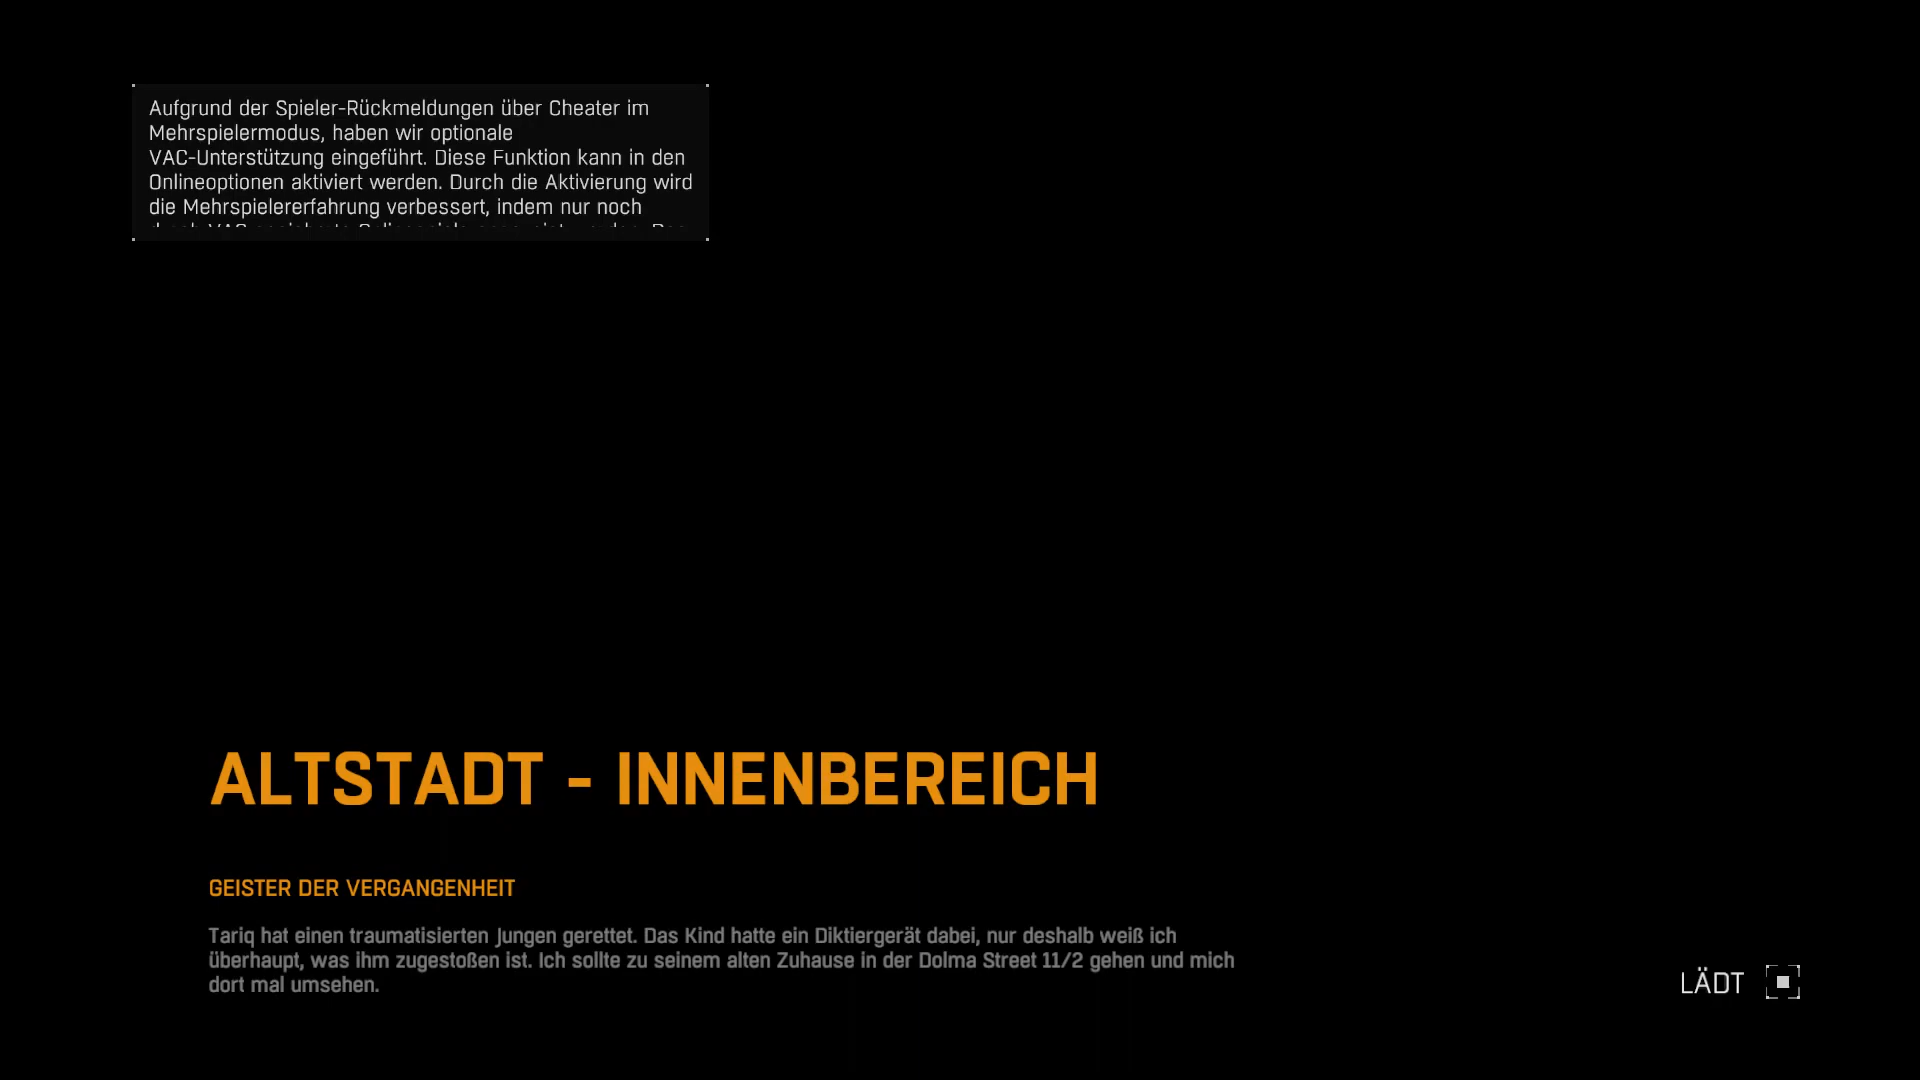 Aufgrund der Spieler-Rückmeldungen über Cheater im
Mehrspielermodus, haben wir optionale
VAC-Unterstützung eingeführt. Diese Funktion kann in den
Onlineoptionen aktiviert werden. Durch die Aktivierung wird
die Mehrspielererfahrung verbessert, indem nur noch
ALTSTADT - INNENBEREICH
GEISTER DER VERGANGENHEIT
Tariq hat einen traumatisierten Jungen gerettet. Das Kind hatte ein Diktiergerät dabei, nur deshalb weiß ich
überhaupt, was ihm zugestoßen ist. Ich sollte zu seinem alten Zuhause in der Dolma Street 11/2 gehen und mich
dort mal umsehen.
LÄDT